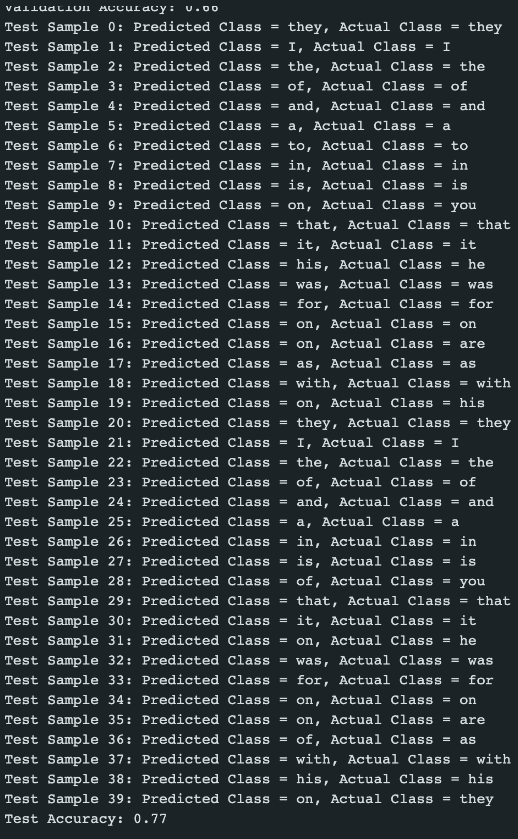 Validation Accuracy: 0.66
Test Sample 0: Predicted Class = they, Actual Class = they
Test Sample 1: Predicted Class = I, Actual Class = I
Test Sample 2: Predicted Class = the, Actual Class = the
Test Sample 3: Predicted Class = of, Actual Class = of
Test Sample 4: Predicted Class = and, Actual Class = and
Test Sample 5: Predicted Class = a, Actual Class = a
Test Sample 6: Predicted Class = to, Actual Class = to
Test Sample 7: Predicted Class = in, Actual Class = in
Test Sample 8: Predicted Class = is, Actual Class = is
Test Sample 9: Predicted Class = on, Actual Class = you
Test Sample 10: Predicted Class = that, Actual Class = that
Test Sample 11: Predicted Class = it, Actual Class = it
Test Sample 12: Predicted Class = his, Actual Class = he
Test Sample 13: Predicted Class = was, Actual Class = was
Test Sample 14: Predicted Class = for, Actual Class = for
Test Sample 15: Predicted Class = on, Actual Class = on
Test Sample 16: Predicted Class = on, Actual Class = are
Test Sample 17: Predicted Class = as, Actual Class = as
Test Sample 18: Predicted Class = with, Actual Class = with
Test Sample 19: Predicted Class = on, Actual Class = his
Test Sample 20: Predicted Class = they, Actual Class = they
Test Sample 21: Predicted Class = I, Actual Class = I
Test Sample 22: Predicted Class = the, Actual Class = the
Test Sample 23: Predicted Class = of, Actual Class = of
Test Sample 24: Predicted Class = and, Actual Class = and
Test Sample 25: Predicted Class = a, Actual Class = a
Test Sample 26: Predicted Class = in, Actual Class = in
Test Sample 27: Predicted Class = is, Actual Class = is
Test Sample 28: Predicted Class = of, Actual Class = you
Test Sample 29: Predicted Class = that, Actual Class = that
Test Sample 30: Predicted Class = it, Actual Class = it
Test Sample 31: Predicted Class = on, Actual Class = he
Test Sample 32: Predicted Class = was, Actual Class = was
Test Sample 33: Predicted Class = for, Actual Class = for
Test Sample 34: Predicted Class = on, Actual Class = on
Test Sample 35: Predicted Class = on, Actual Class = are
Test Sample 36: Predicted Class = of, Actual Class = as
Test Sample 37: Predicted Class = with, Actual Class = with
Test Sample 38: Predicted Class = his, Actual Class = his
Test Sample 39: Predicted Class = on, Actual Class = they
Test Accuracy: 0.77